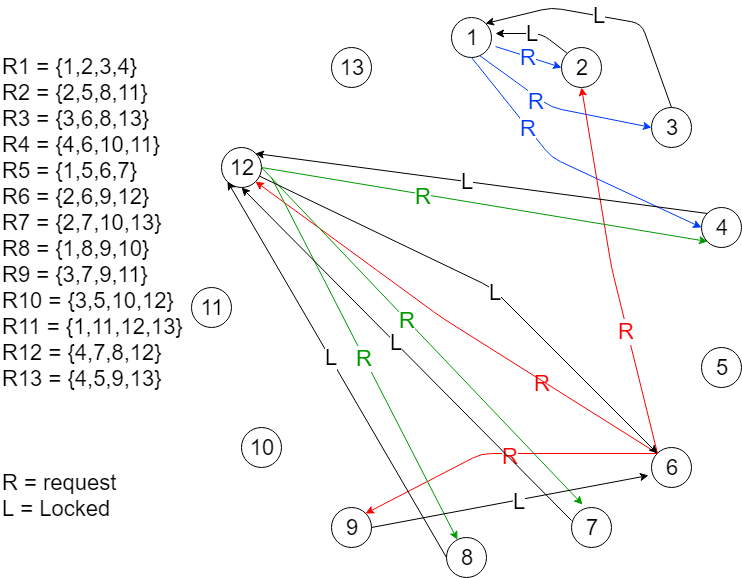 R1 = {1,2,3,4}
R2 = {2,5,8,11}
R3 = {3,6,8,13}
R4 = {4,6,10,11}
R5 = {1,5,6,7}
R6 = {2,6,9,12}
R7 = {2,7,10,13}
R8 = {1,8,9,10}
R9 = {3,7,9,11}
R10 = {3,5,10,12}
R11 = {1,11,12,13}
R12 = {4,7,8,12}
R13 = {4,5,9,13}
R = request
L = Locked
L
1
L
R
2
13
R
3
R
12
L
R
4
L
11
R
R
L
L
R
5
R
10
R
6
L
9
7
8